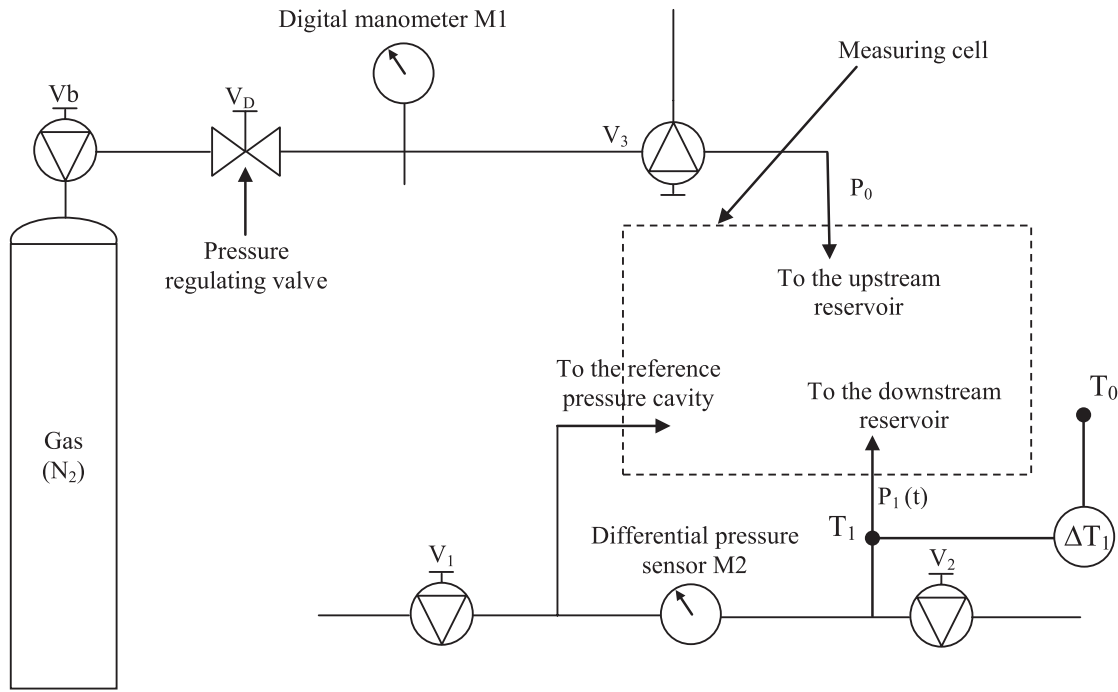 Digital manometer M1
Measuring cell
Vb
V_D
V_3
P_0
Pressure
regulating valve
To the upstream
reservoir
To the reference
pressure cavity
To the downstream
reservoir
T_0
Gas
(N_2)
P_1 (t)
T_1
ΔT_1
Differential pressure
sensor M2
V_1
V_2